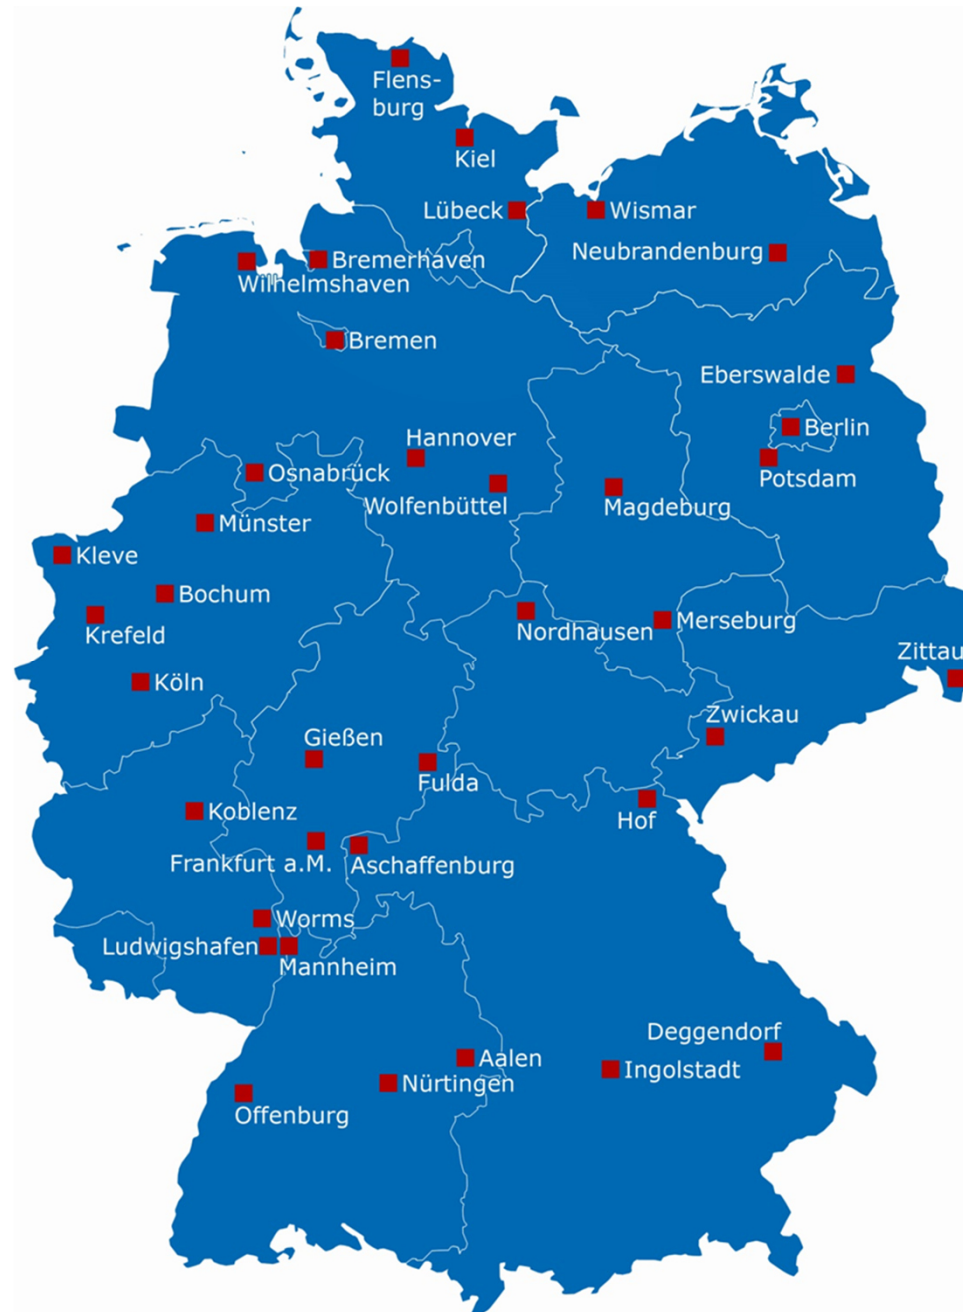 Flens-
burg
Kiel
Lübeck
Wismar
Neubrandenburg
Bremerhaven
Wilhelmshaven
Bremen
Eberswalde
Berlin
Hannover
Osnabrück
Potsdam
Wolfenbüttel
Magdeburg
Münster
Kleve
Bochum
Krefeld
Nordhausen
Merseburg
Zittau
Köln
Zwickau
Gießen
Fulda
Koblenz
Hof
Frankfurt a.M.
Aschaffenburg
Worms
Ludwigshafen
Mannheim
Deggendorf
Aalen
Ingolstadt
Nürtingen
Offenburg